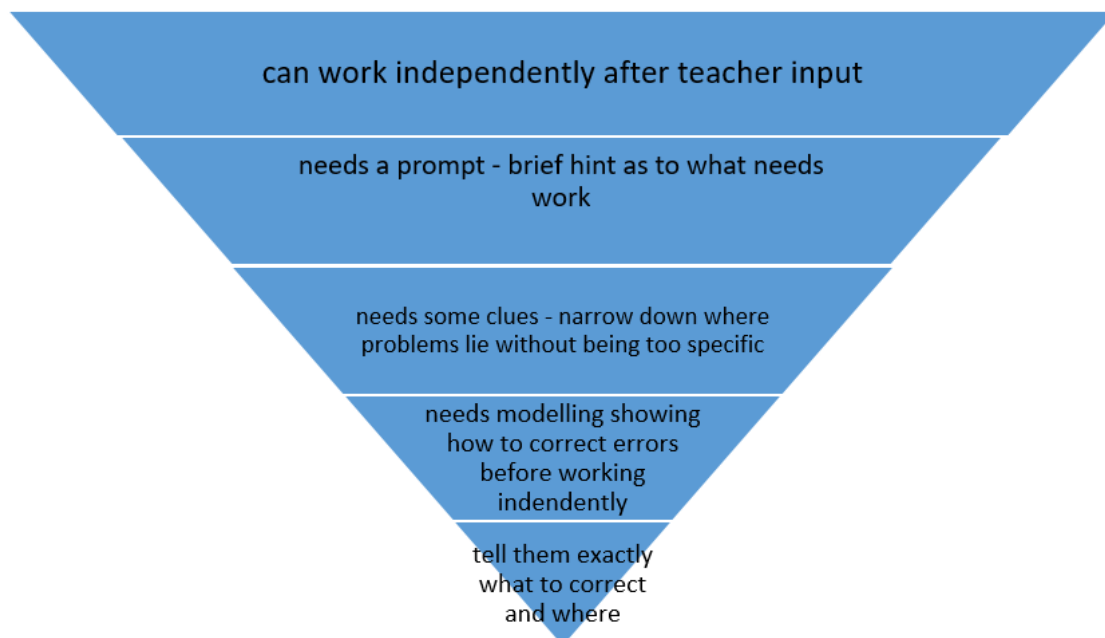 can work independently after teacher input
needs a prompt - brief hint as to what needs
work
needs some clues - narrow down where
problems lie without being too specific
needs modelling showing
how to correct errors
before working
indendently
tell them exactly
what to correct
and where